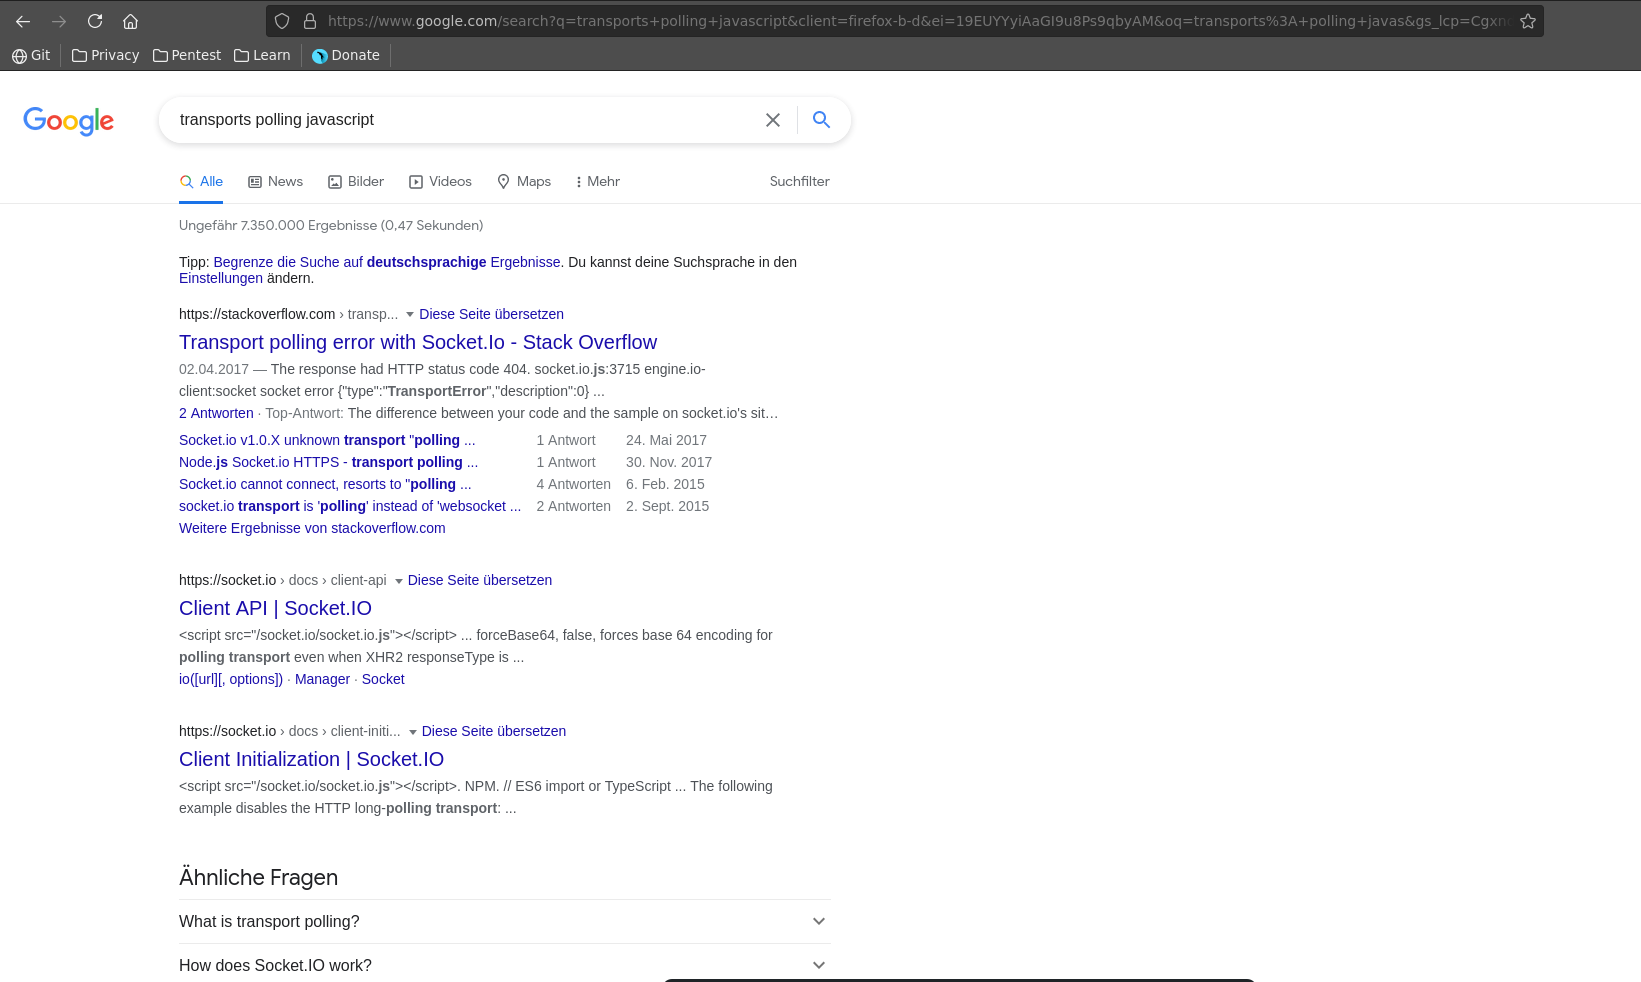 https://www.google.com/search?q=transports+polling+javascript&client=firefox-b-d&ei=19EUYYyiAaGI9u8Ps9qbyAM&oq=transports%3A+polling+javas&gs_lcp=Cgxn
Git Privacy Pentest Learn Donate
Google transports polling javascript
Alle News Bilder Videos Maps Mehr Suchfilter
Ungefähr 7.350.000 Ergebnisse (0,47 Sekunden)
Tipp: Begrenze die Suche auf deutschsprachige Ergebnisse. Du kannst deine Suchsprache in den
Einstellungen ändern.
https://stackoverflow.com › transp... Diese Seite übersetzen
Transport polling error with Socket.Io - Stack Overflow
02.04.2017 — The response had HTTP status code 404. socket.io.js:3715 engine.io-
client:socket socket error {"type":"TransportError","description":0} ...
2 Antworten · Top-Antwort: The difference between your code and the sample on socket.io's sit…
Socket.io v1.0.X unknown transport "polling ... 1 Antwort 24. Mai 2017
Node.js Socket.io HTTPS - transport polling ... 1 Antwort 30. Nov. 2017
Socket.io cannot connect, resorts to "polling ... 4 Antworten 6. Feb. 2015
socket.io transport is 'polling' instead of 'websocket ... 2 Antworten 2. Sept. 2015
Weitere Ergebnisse von stackoverflow.com
https://socket.io › docs › client-api Diese Seite übersetzen
Client API | Socket.IO
<script src="/socket.io/socket.io.js"></script> ... forceBase64, false, forces base 64 encoding for
polling transport even when XHR2 responseType is ...
io([url][, options]) · Manager · Socket
https://socket.io › docs › client-initi... Diese Seite übersetzen
Client Initialization | Socket.IO
<script src="/socket.io/socket.io.js"></script>. NPM. // ES6 import or TypeScript ... The following
example disables the HTTP long-polling transport: ...
Ähnliche Fragen
What is transport polling?
How does Socket.IO work?